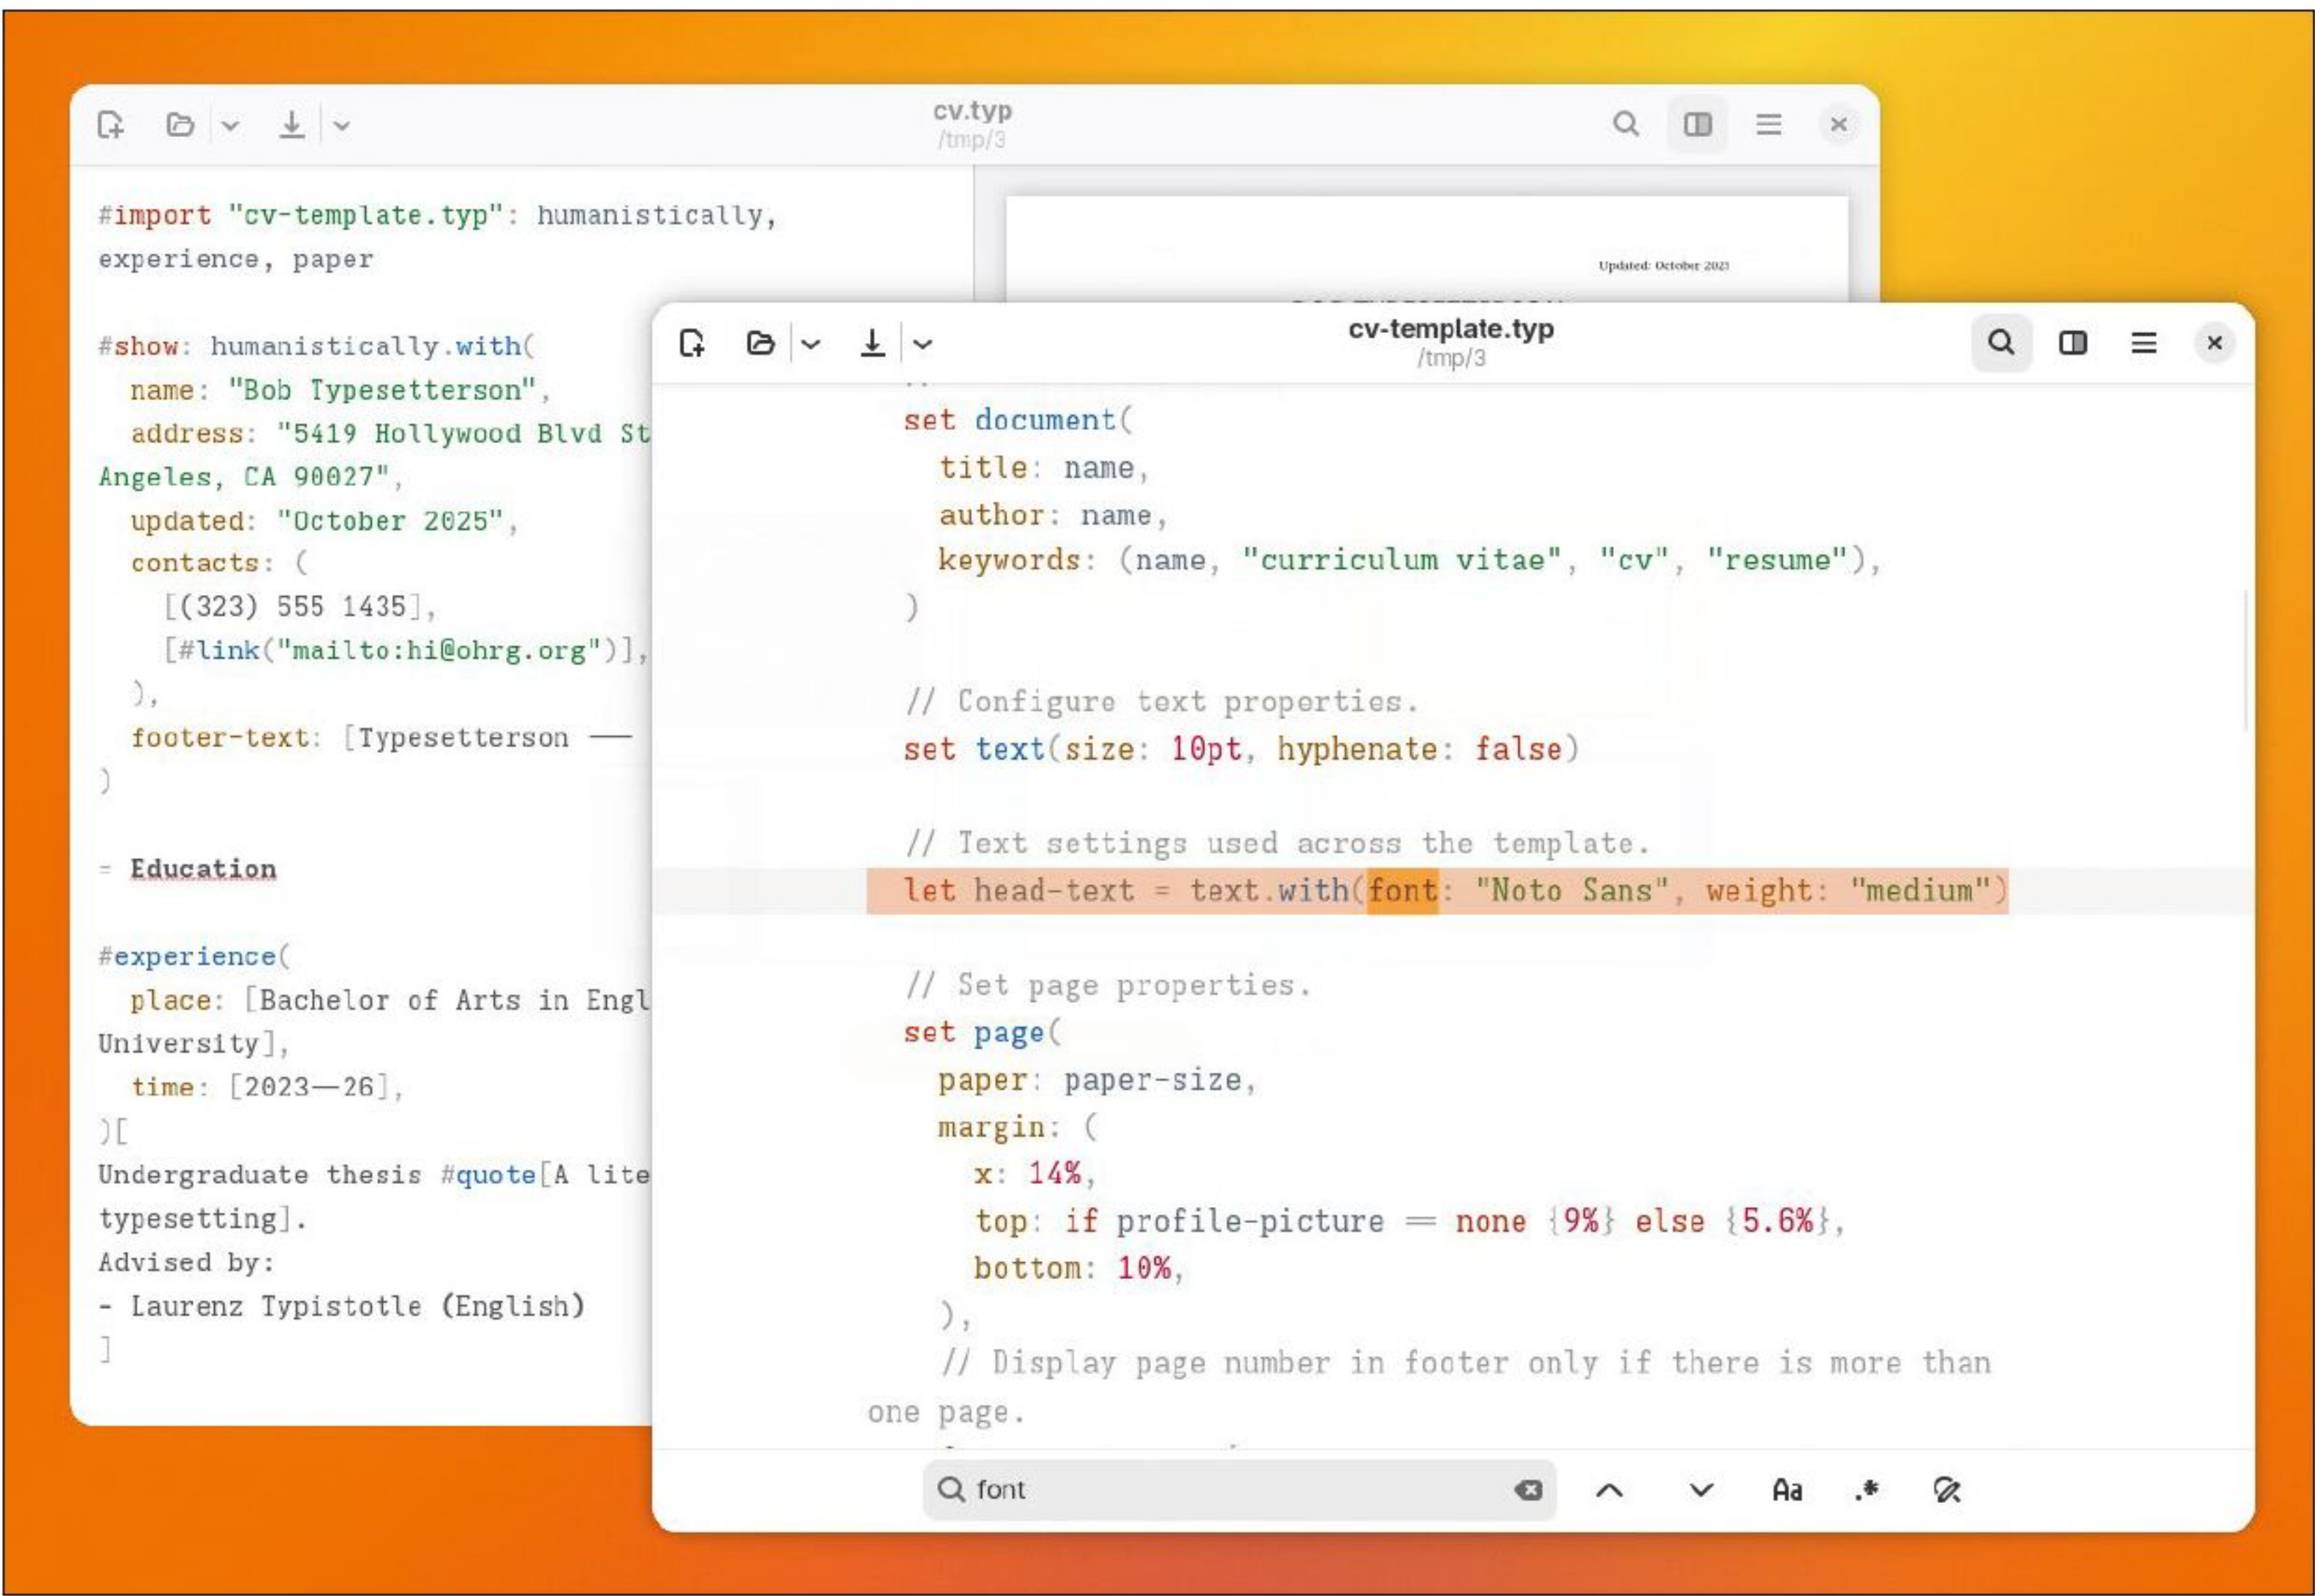 cv.typ
/tmp/3
#import "cv-template.typ": humanistically,
experience, paper
#show: humanistically.with(
name: "Bob Typesetterson",
address: "5419 Hollywood Blvd St
Angeles, CA 90027",
updated: "October 2025",
contacts: (
[(323) 555 1435],
[#link("mailto:hi@ohrg.org")],
),
footer-text: [Typesetterson —
)
= Education
#experience(
place: [Bachelor of Arts in Engl
University],
time: [2023—26],
)[
Undergraduate thesis #quote[A lite
typesetting].
Advised by:
- Laurenz Typistotle (English)
]
Updated: October 2025
cv-template.typ
/tmp/3
set document(
title: name,
author: name,
keywords: (name, "curriculum vitae", "cv", "resume"),
)
// Configure text properties.
set text(size: 10pt, hyphenate: false)
// Text settings used across the template.
let head-text = text.with(font: "Noto Sans", weight: "medium")
// Set page properties.
set page(
paper: paper-size,
margin: (
x: 14%,
top: if profile-picture == none {9%} else {5.6%},
bottom: 10%,
),
// Display page number in footer only if there is more than
one page.
font
Aa
.*